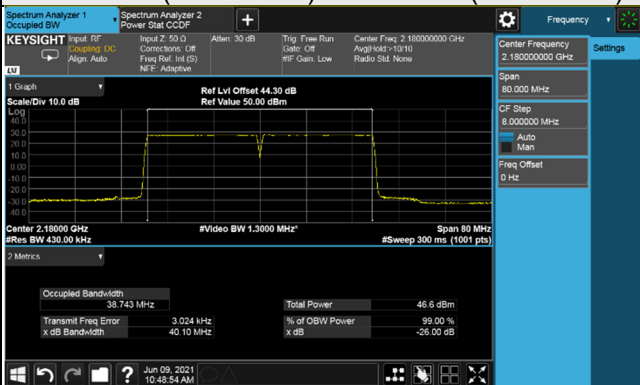 Spectrum Analyzer 1
Occupied BW
Spectrum Analyzer 2
Power Stat CCDF
+
Frequency
KEYSIGHT
Input: RF
Coupling: DC
Align: Auto
Input Z: 50 Ω
Corrections: Off
Freq Ref: Int (S)
NFE: Adaptive
Atten: 30 dB
Trig: Free Run
Gate: Off
#IF Gain: Low
Center Freq: 2.180000000 GHz
Avg|Hold:>10/10
Radio Std: None
LXI
Center Frequency
2.180000000 GHz
Settings
Span
80.000 MHz
CF Step
8.000000 MHz
Auto
Man
Freq Offset
0 Hz
1 Graph
Scale/Div 10.0 dB
Ref Lvl Offset 44.30 dB
Ref Value 50.00 dBm
Log
40.0
30.0
20.0
10.0
0.00
-10.0
-20.0
-30.0
-40.0
Center 2.18000 GHz
#Res BW 430.00 kHz
#Video BW 1.3000 MHz*
Span 80 MHz
#Sweep 300 ms (1001 pts)
2 Metrics
Occupied Bandwidth
38.743 MHz
Total Power 46.6 dBm
Transmit Freq Error 3.024 kHz
% of OBW Power 99.00 %
x dB Bandwidth 40.10 MHz
x dB -26.00 dB
?
Jun 09, 2021
10:48:54 AM